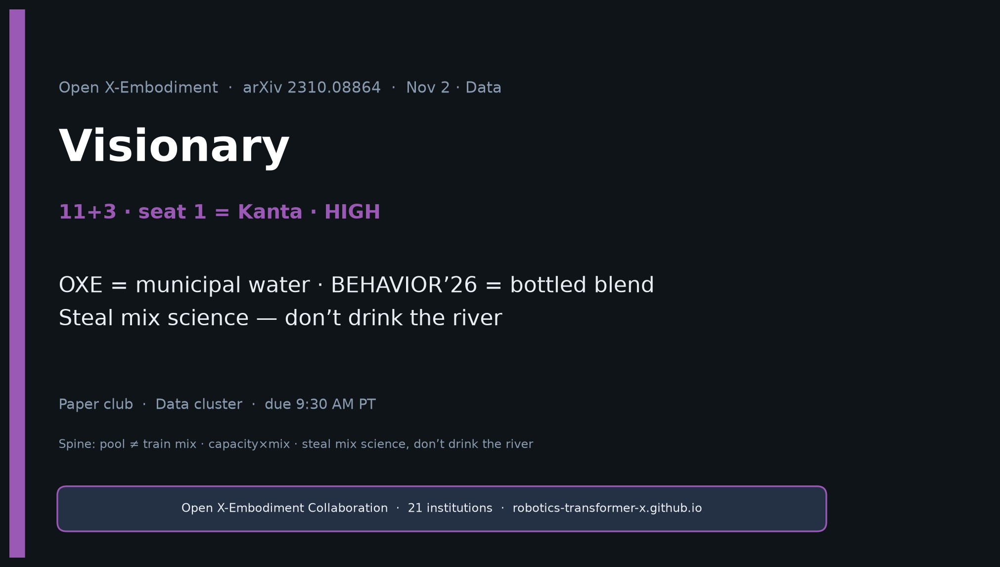 Open X-Embodiment · arXiv 2310.08864 · Nov 2 · Data
Visionary
11+3 · seat 1 = Kanta · HIGH
OXE = municipal water · BEHAVIOR’26 = bottled blend
Steal mix science — don’t drink the river
Paper club · Data cluster · due 9:30 AM PT
Spine: pool ≠ train mix · capacity×mix · steal mix science, don’t drink the river
Open X-Embodiment Collaboration · 21 institutions · robotics-transformer-x.github.io